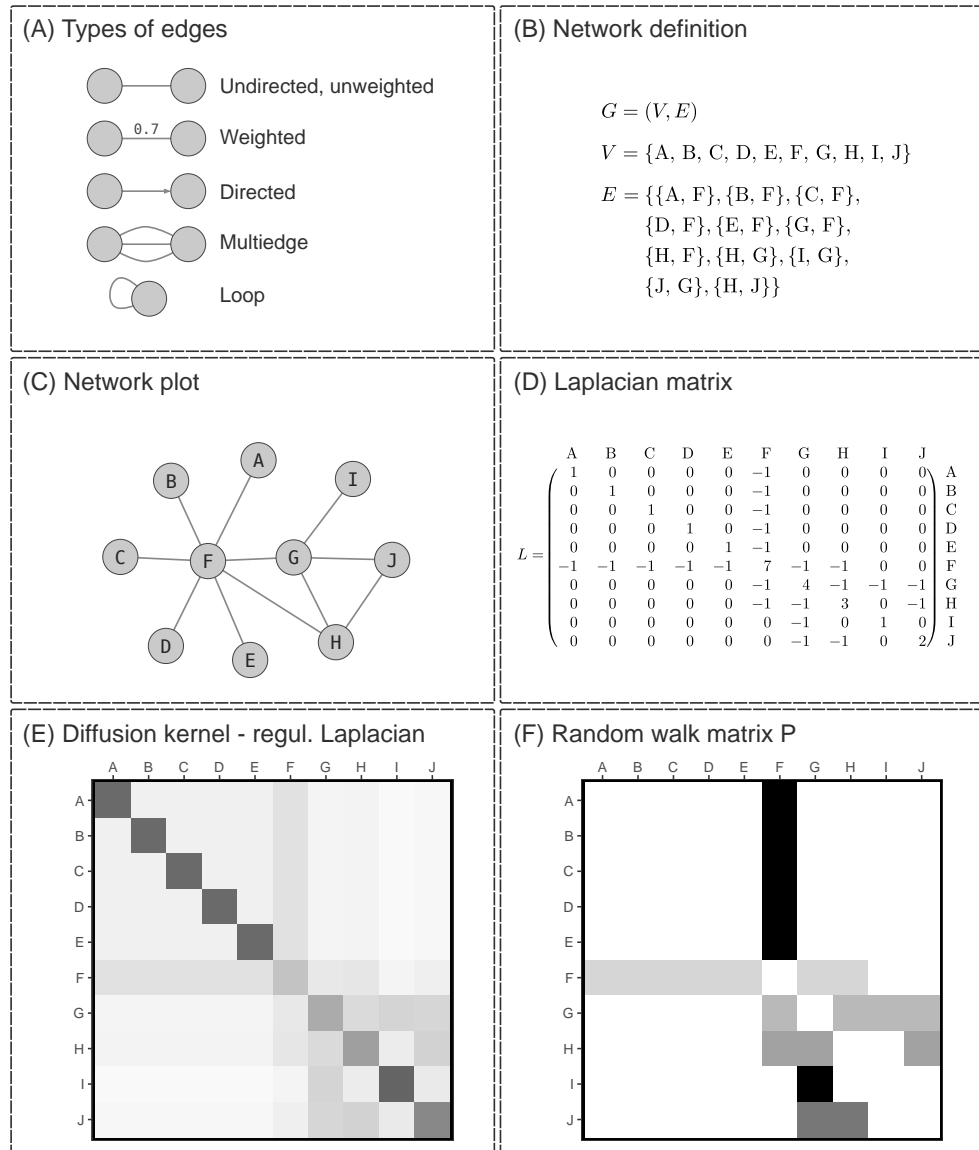 (A) Types of edges
Undirected, unweighted
0.7
Weighted
Directed
Multiedge
Loop
(B) Network definition
G = (V, E)
V = {A, B, C, D, E, F, G, H, I, J}
E = {{A, F}, {B, F}, {C, F},
{D, F}, {E, F}, {G, F},
{H, F}, {H, G}, {I, G},
{J, G}, {H, J}}
(C) Network plot
A
B
I
C
F
G
J
D
E
H
(D) Laplacian matrix
A B C D E F G H I J
1 0 0 0 0 −1 0 0 0 0 A
0 1 0 0 0 −1 0 0 0 0 B
0 0 1 0 0 −1 0 0 0 0 C
0 0 0 1 0 −1 0 0 0 0 D
L = 0 0 0 0 1 −1 0 0 0 0 E
−1 −1 −1 −1 −1 7 −1 −1 0 0 F
0 0 0 0 0 −1 4 −1 −1 −1 G
0 0 0 0 0 −1 −1 3 0 −1 H
0 0 0 0 0 0 −1 0 1 0 I
0 0 0 0 0 0 −1 −1 0 2 J
(E) Diffusion kernel - regul. Laplacian
A B C D E F G H I J
A
B
C
D
E
F
G
H
I
J
(F) Random walk matrix P
A B C D E F G H I J
A
B
C
D
E
F
G
H
I
J